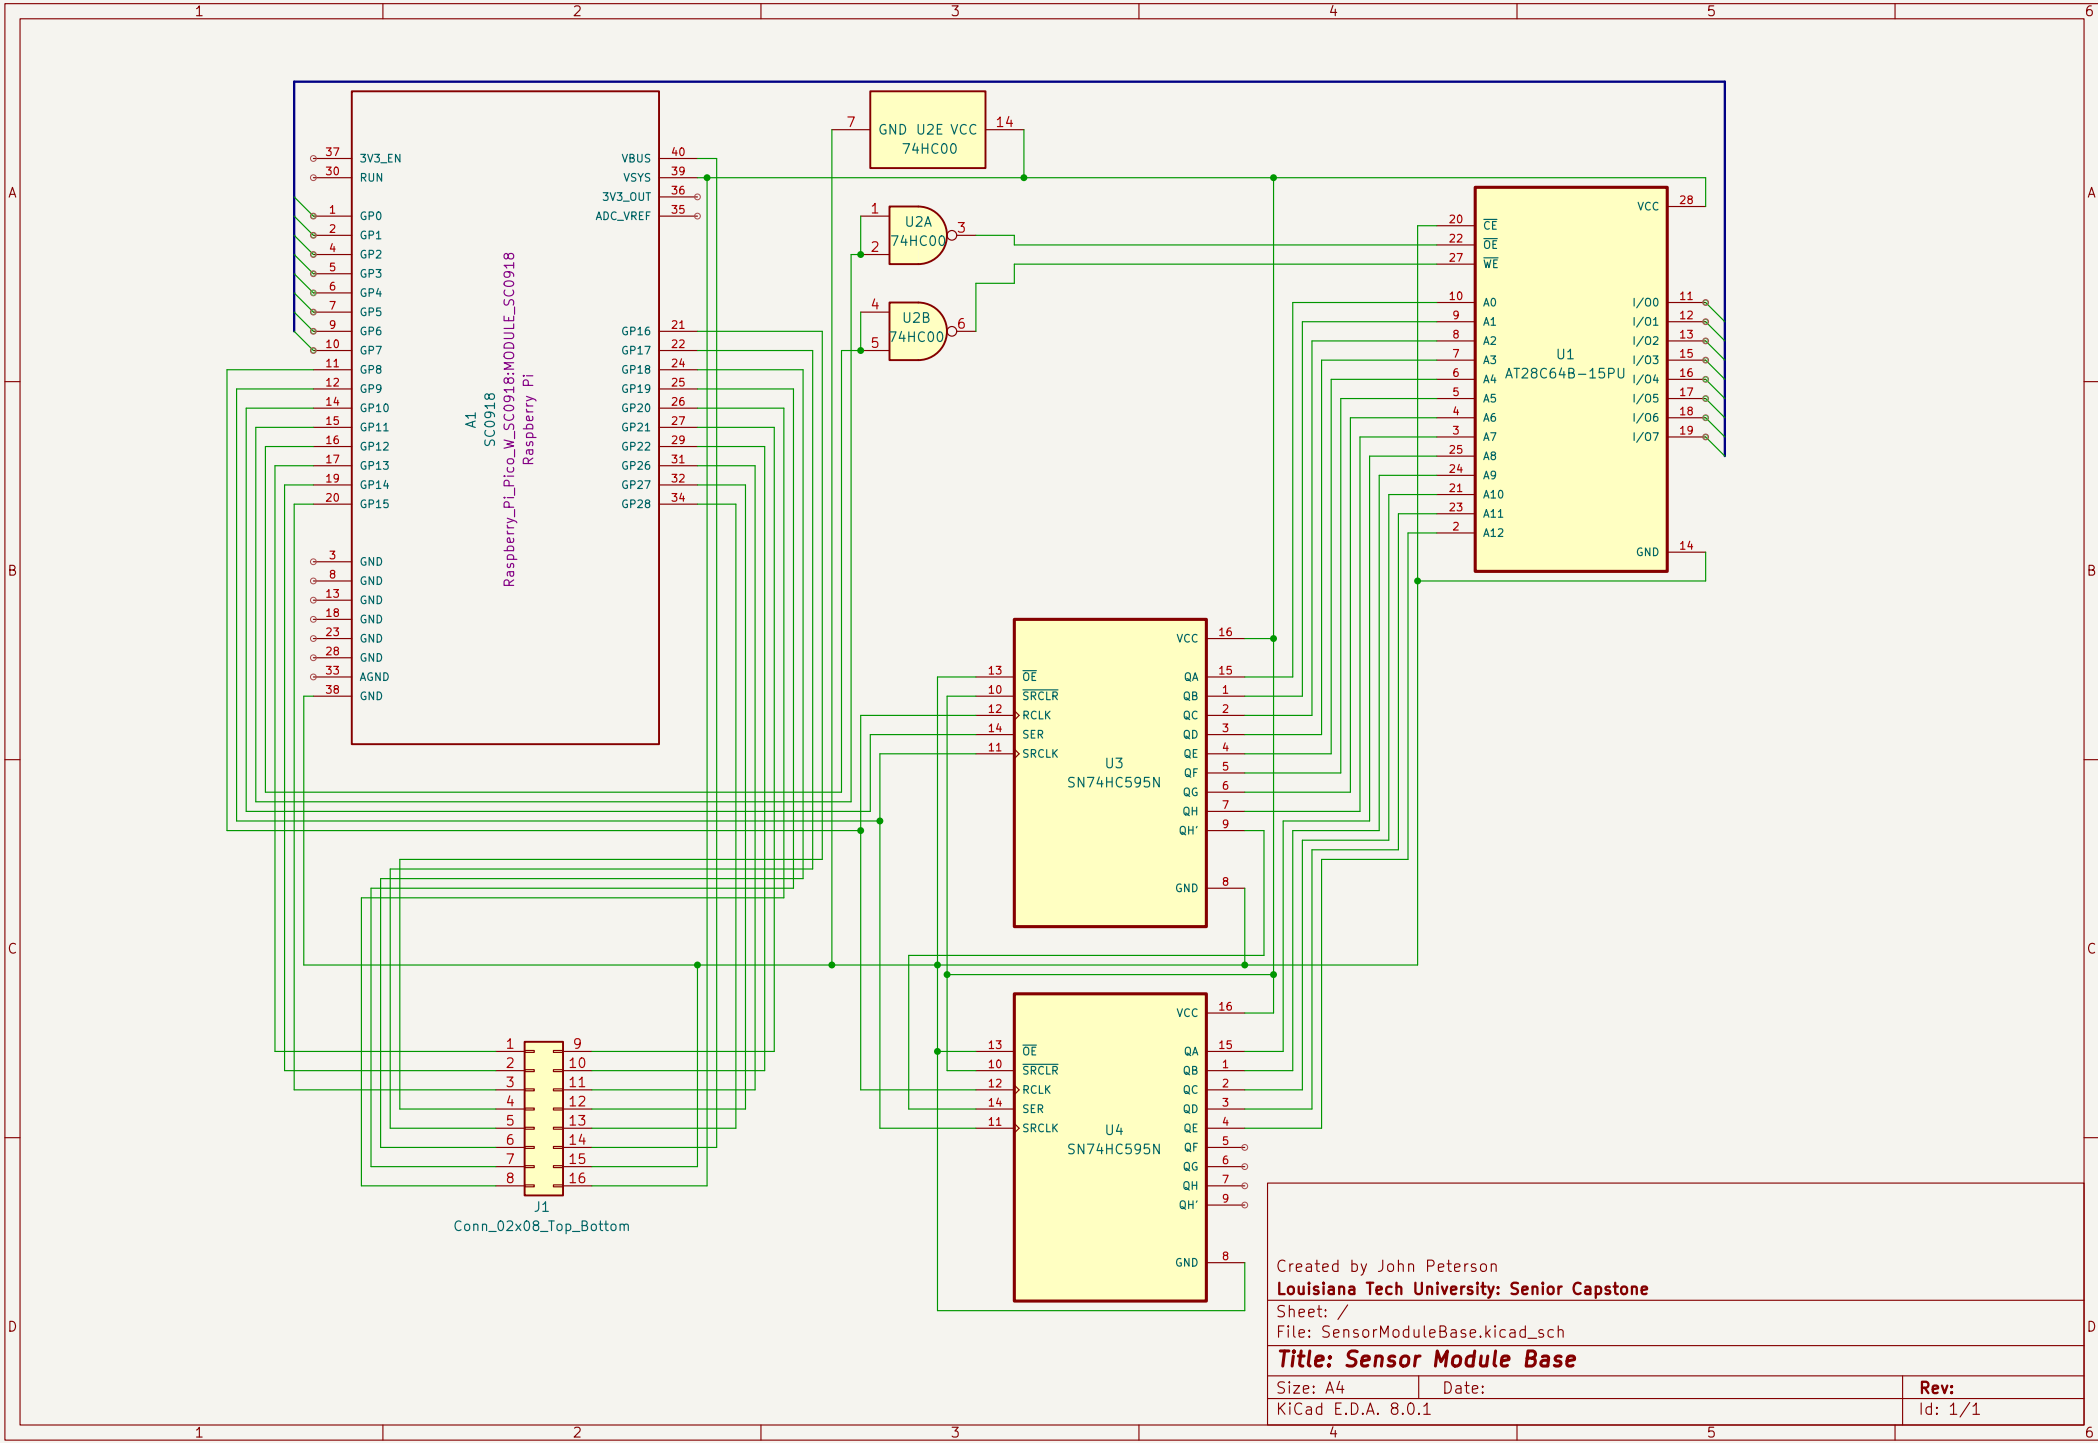 1 2 3 4 5 6
A
B
C
D
37 3V3_EN
30 RUN
1 GP0
2 GP1
4 GP2
5 GP3
6 GP4
7 GP5
9 GP6
10 GP7
11 GP8
12 GP9
14 GP10
15 GP11
16 GP12
17 GP13
19 GP14
20 GP15
3 GND
8 GND
13 GND
18 GND
23 GND
28 GND
33 AGND
38 GND
A1
SC0918
Raspberry_Pi_Pico_W_SC0918:MODULE_SC0918
Raspberry Pi
VBUS 40
VSYS 39
3V3_OUT 36
ADC_VREF 35
GP16 21
GP17 22
GP18 24
GP19 25
GP20 26
GP21 27
GP22 29
GP26 31
GP27 32
GP28 34
7 GND U2E VCC 14
74HC00
1
2
U2A
74HC00
3
4
5
U2B
74HC00
6
20 CE
22 OE
27 WE
10 A0
9 A1
8 A2
7 A3
6 A4
5 A5
4 A6
3 A7
25 A8
24 A9
21 A10
23 A11
2 A12
U1
AT28C64B-15PU
VCC 28
I/O0 11
I/O1 12
I/O2 13
I/O3 15
I/O4 16
I/O5 17
I/O6 18
I/O7 19
GND 14
13 OE
10 SRCLR
12 RCLK
14 SER
11 SRCLK
U3
SN74HC595N
VCC 16
QA 15
QB 1
QC 2
QD 3
QE 4
QF 5
QG 6
QH 7
QH' 9
GND 8
13 OE
10 SRCLR
12 RCLK
14 SER
11 SRCLK
U4
SN74HC595N
VCC 16
QA 15
QB 1
QC 2
QD 3
QE 4
QF 5
QG 6
QH 7
QH' 9
GND 8
1 9
2 10
3 11
4 12
5 13
6 14
7 15
8 16
J1
Conn_02x08_Top_Bottom
Created by John Peterson
Louisiana Tech University: Senior Capstone
Sheet: /
File: SensorModuleBase.kicad_sch
Title: Sensor Module Base
Size: A4 Date: Rev:
KiCad E.D.A. 8.0.1 Id: 1/1
A
B
C
D
1 2 3 4 5 6